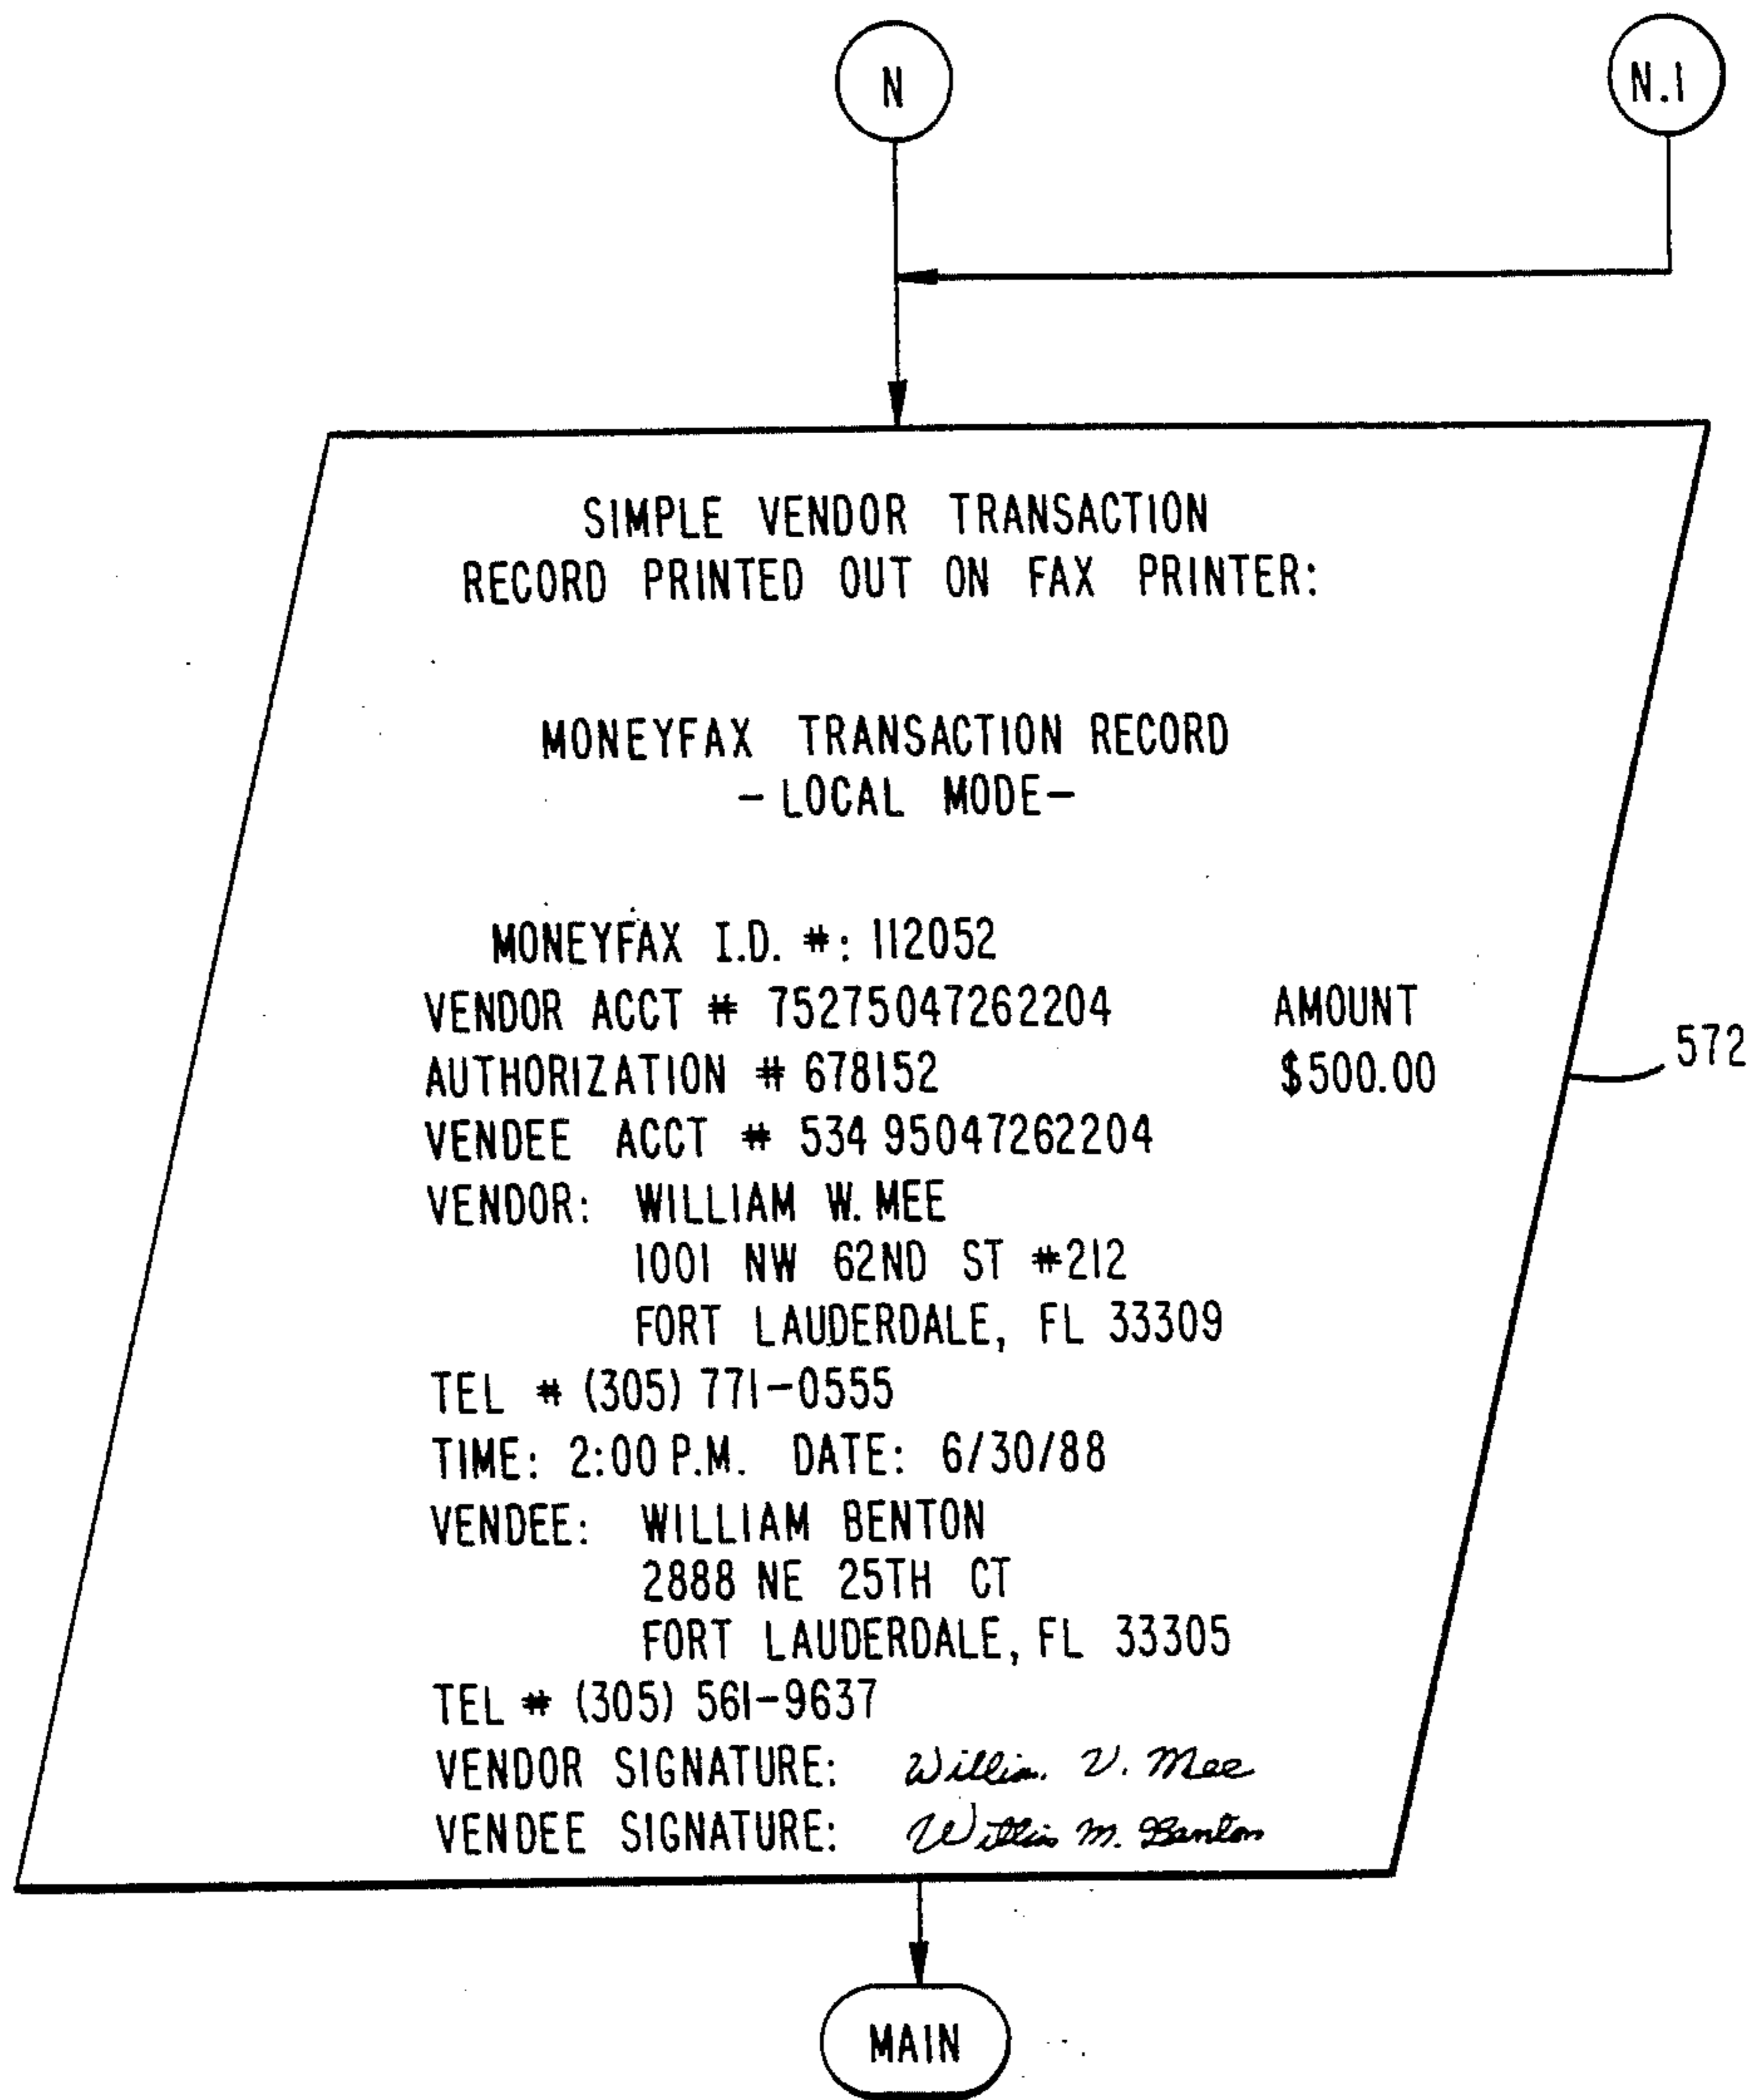 N
N.1
SIMPLE VENDOR TRANSACTION
RECORD PRINTED OUT ON FAX PRINTER:
MONEYFAX TRANSACTION RECORD
- LOCAL MODE -
MONEYFAX I.D. #: 112052
VENDOR ACCT # 75275047262204 AMOUNT
AUTHORIZATION # 678152 $500.00
572
VENDEE ACCT # 534 95047262204
VENDOR: WILLIAM W. MEE
1001 NW 62ND ST #212
FORT LAUDERDALE, FL 33309
TEL # (305) 771-0555
TIME: 2:00 P.M. DATE: 6/30/88
VENDEE: WILLIAM BENTON
2888 NE 25TH CT
FORT LAUDERDALE, FL 33305
TEL # (305) 561-9637
VENDOR SIGNATURE: V. Mee
VENDEE SIGNATURE: M. Benton
MAIN